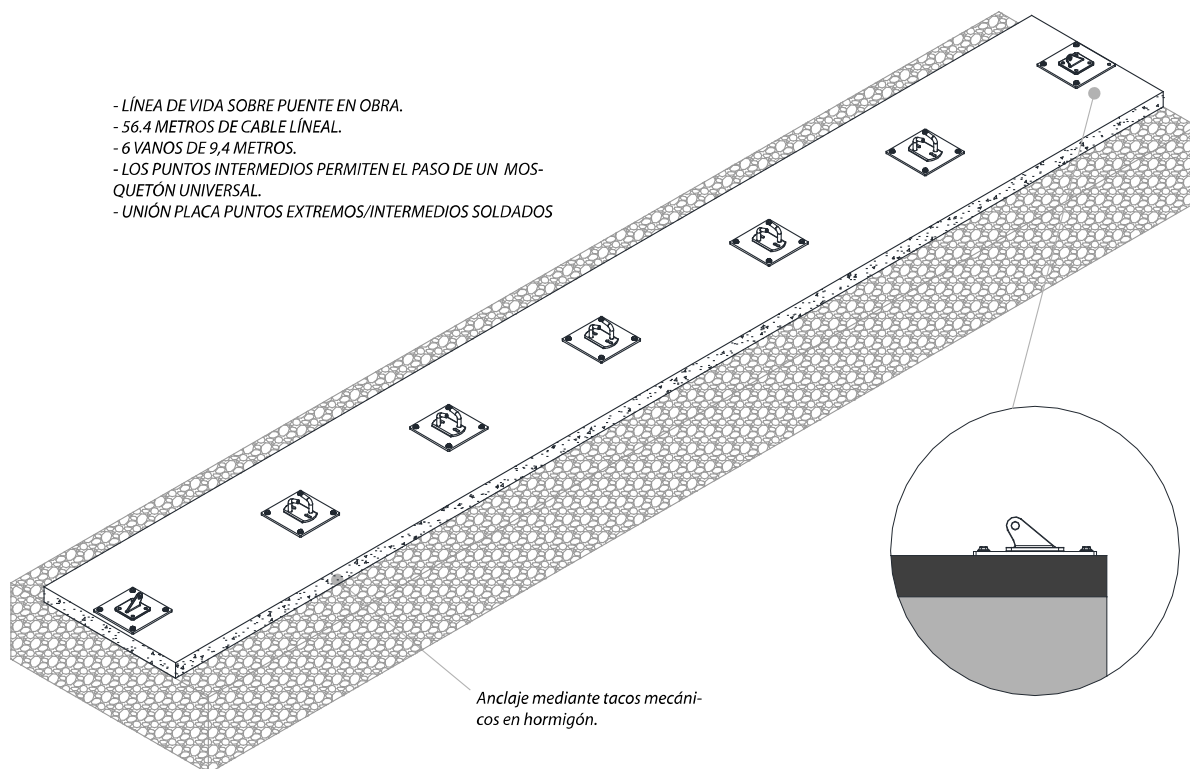 - LÍNEA DE VIDA SOBRE PUENTE EN OBRA.
- 56.4 METROS DE CABLE LÍNEAL.
- 6 VANOS DE 9,4 METROS.
- LOS PUNTOS INTERMEDIOS PERMITEN EL PASO DE UN MOS-
QUETÓN UNIVERSAL.
- UNIÓN PLACA PUNTOS EXTREMOS/INTERMEDIOS SOLDADOS
Anclaje mediante tacos mecáni-
cos en hormigón.